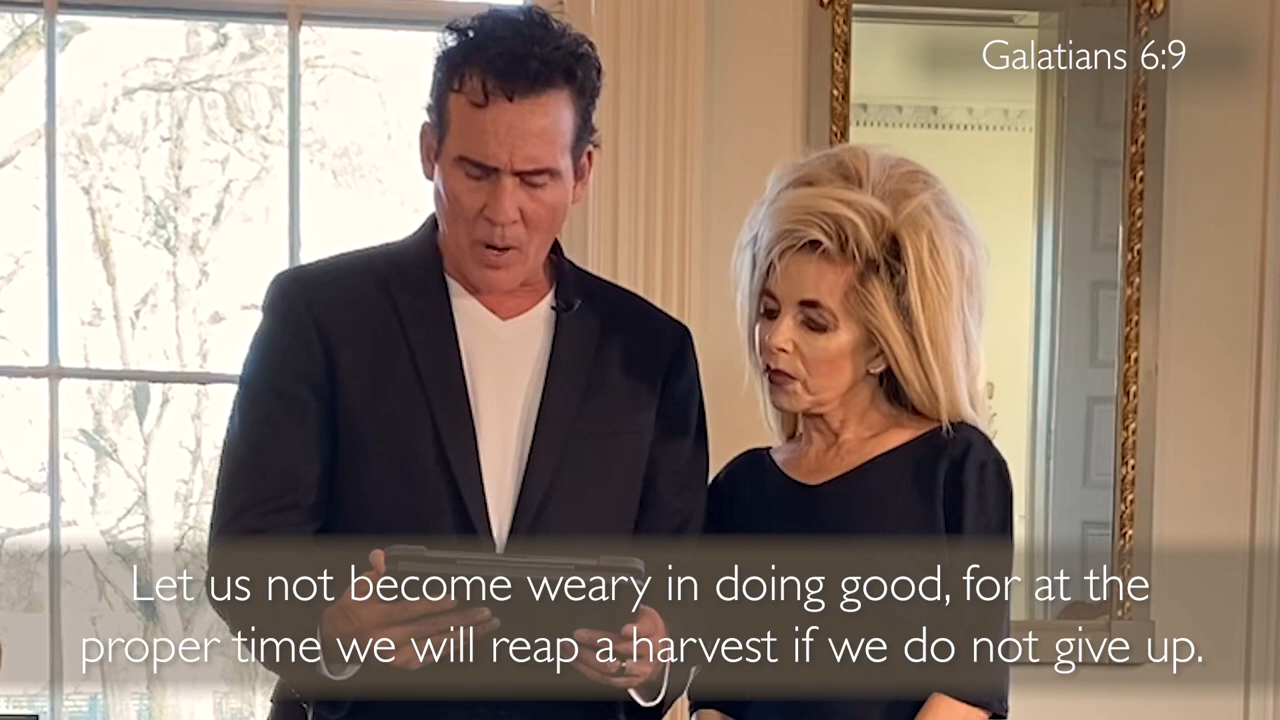 Galatians 6:9
Let us not become weary in doing good, for at the
proper time we will reap a harvest if we do not give up.